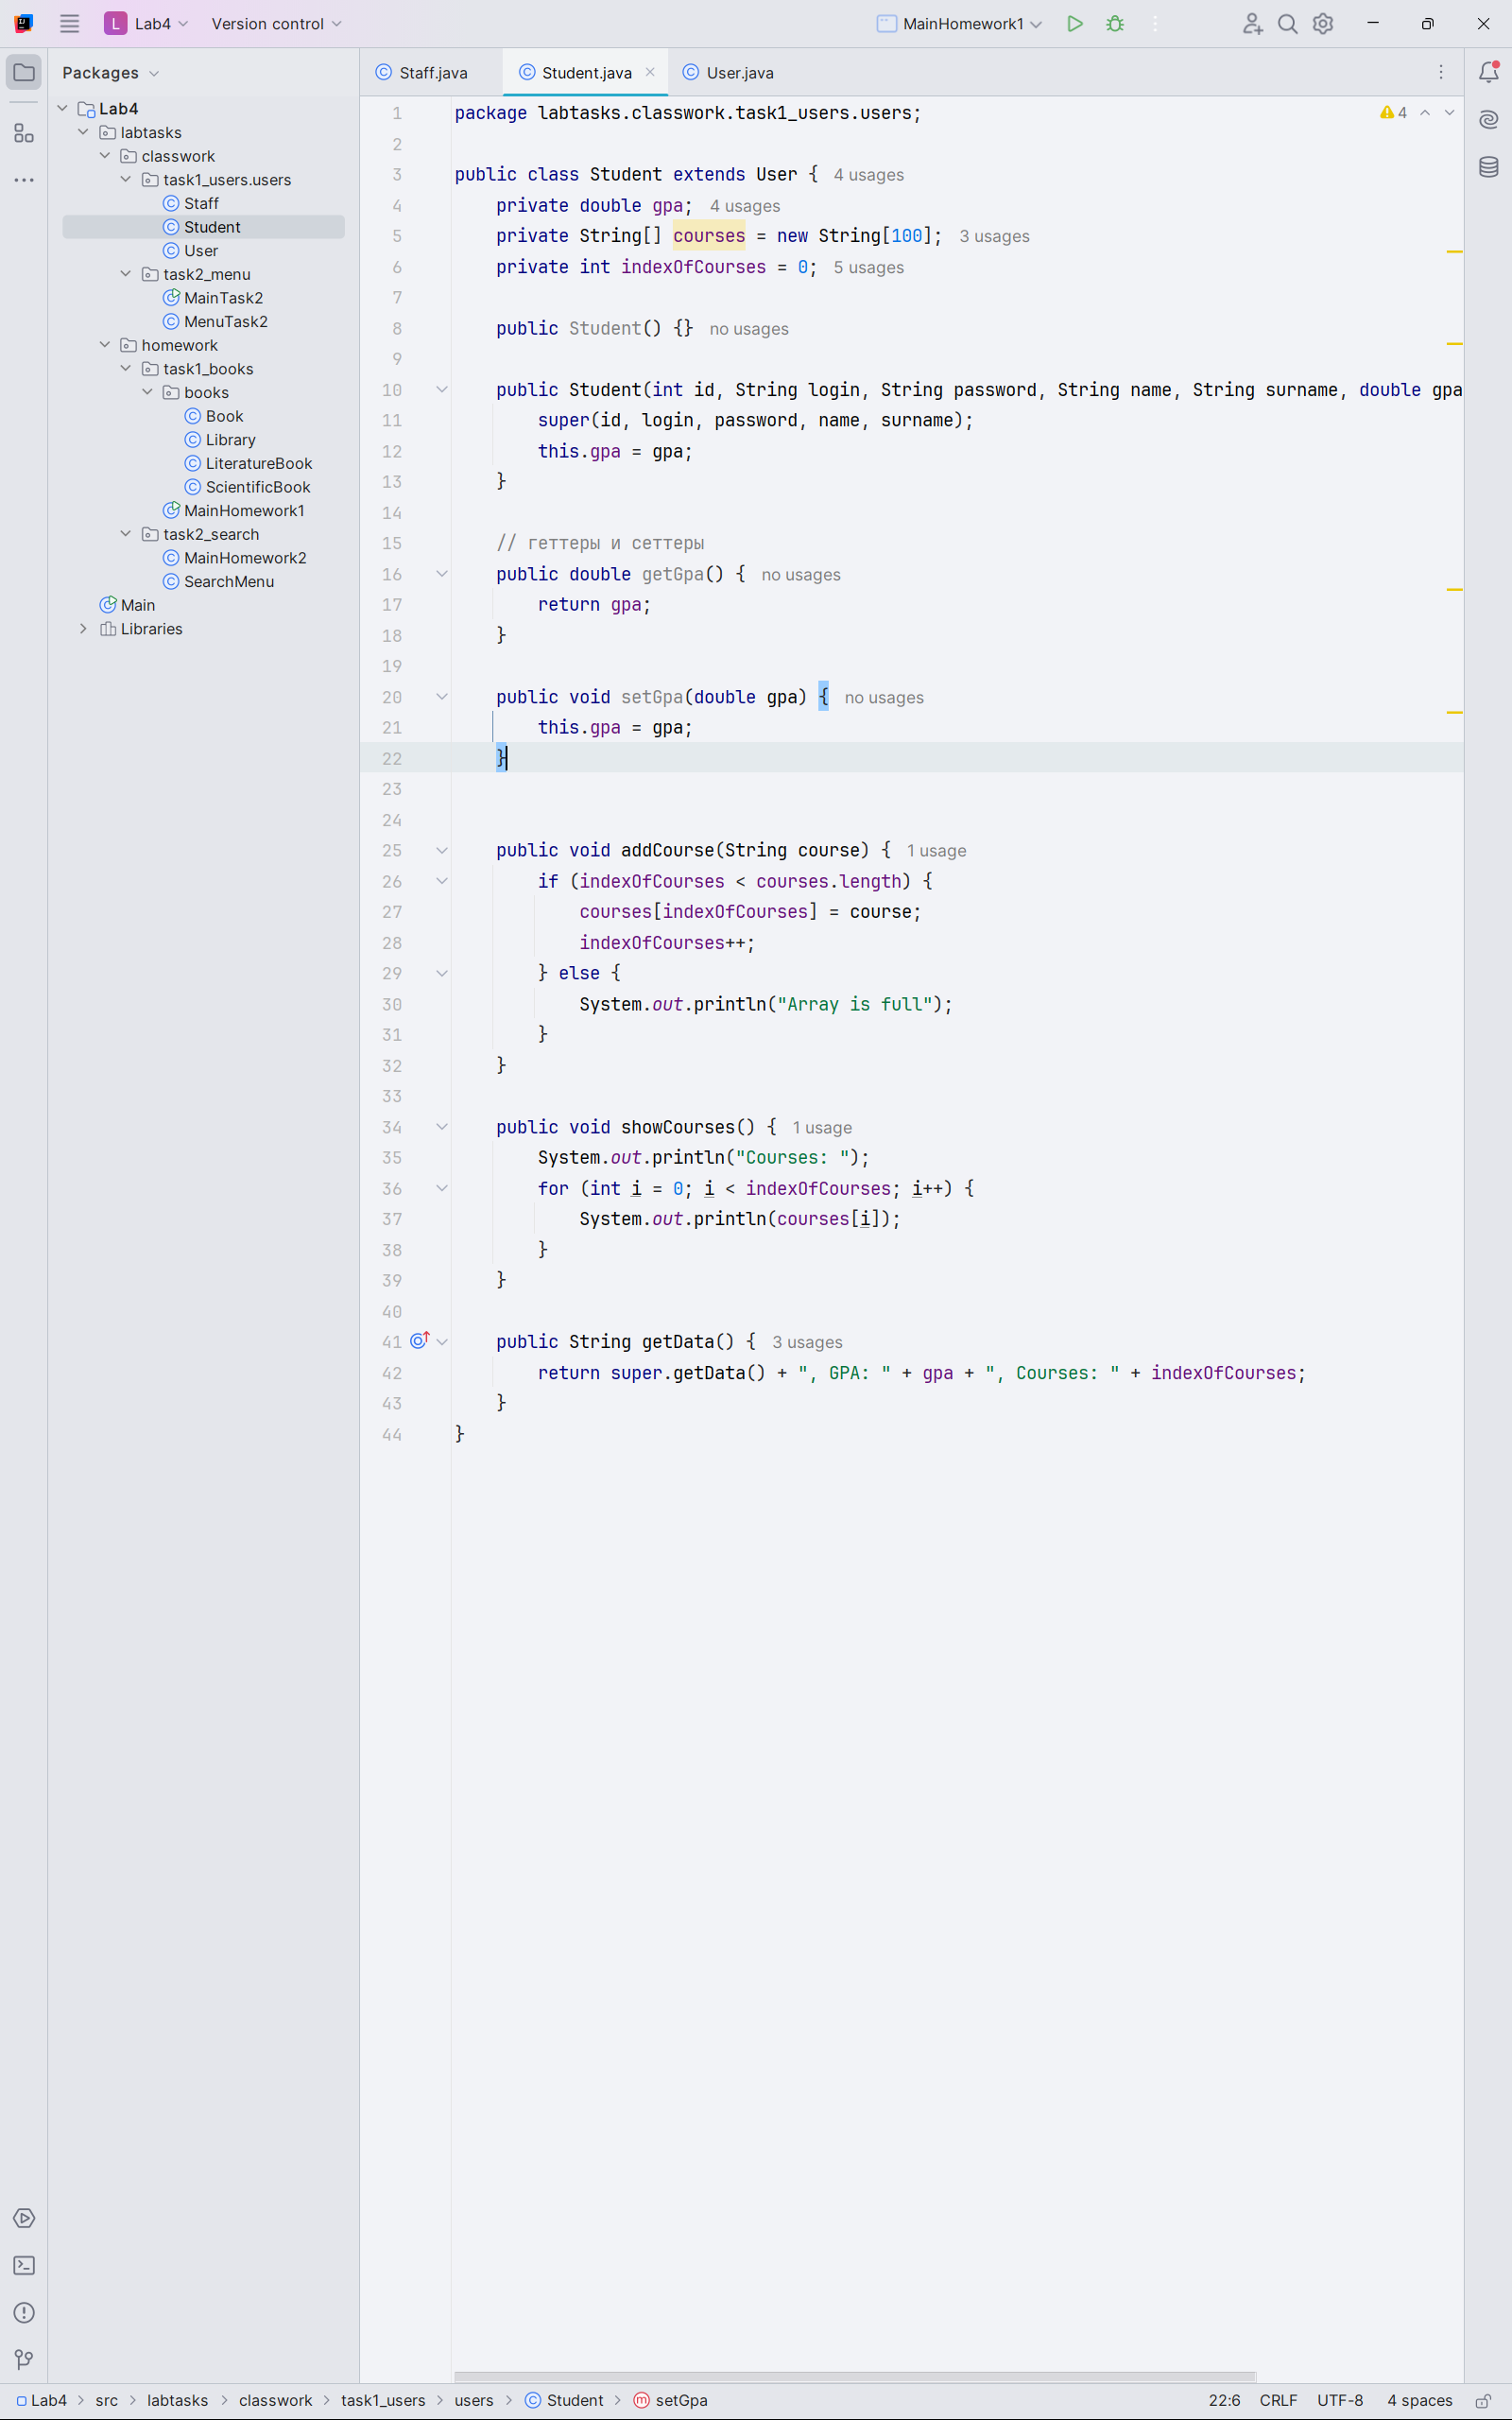 L Lab4 Version control MainHomework1
Packages
Staff.java Student.java User.java
Lab4
labtasks
classwork
task1_users.users
Staff
Student
User
task2_menu
MainTask2
MenuTask2
homework
task1_books
books
Book
Library
LiteratureBook
ScientificBook
MainHomework1
task2_search
MainHomework2
SearchMenu
Main
Libraries
4
1 package labtasks.classwork.task1_users.users;
2
3 public class Student extends User { 4 usages
4 private double gpa; 4 usages
5 private String[] courses = new String[100]; 3 usages
6 private int indexOfCourses = 0; 5 usages
7
8 public Student() {} no usages
9
10 public Student(int id, String login, String password, String name, String surname, double gpa
11 super(id, login, password, name, surname);
12 this.gpa = gpa;
13 }
14
15 // геттеры и сеттеры
16 public double getGpa() { no usages
17 return gpa;
18 }
19
20 public void setGpa(double gpa) { no usages
21 this.gpa = gpa;
22 }
23
24
25 public void addCourse(String course) { 1 usage
26 if (indexOfCourses < courses.length) {
27 courses[indexOfCourses] = course;
28 indexOfCourses++;
29 } else {
30 System.out.println("Array is full");
31 }
32 }
33
34 public void showCourses() { 1 usage
35 System.out.println("Courses: ");
36 for (int i = 0; i < indexOfCourses; i++) {
37 System.out.println(courses[i]);
38 }
39 }
40
41 public String getData() { 3 usages
42 return super.getData() + ", GPA: " + gpa + ", Courses: " + indexOfCourses;
43 }
44 }
Lab4 > src > labtasks > classwork > task1_users > users > Student > setGpa 22:6 CRLF UTF-8 4 spaces